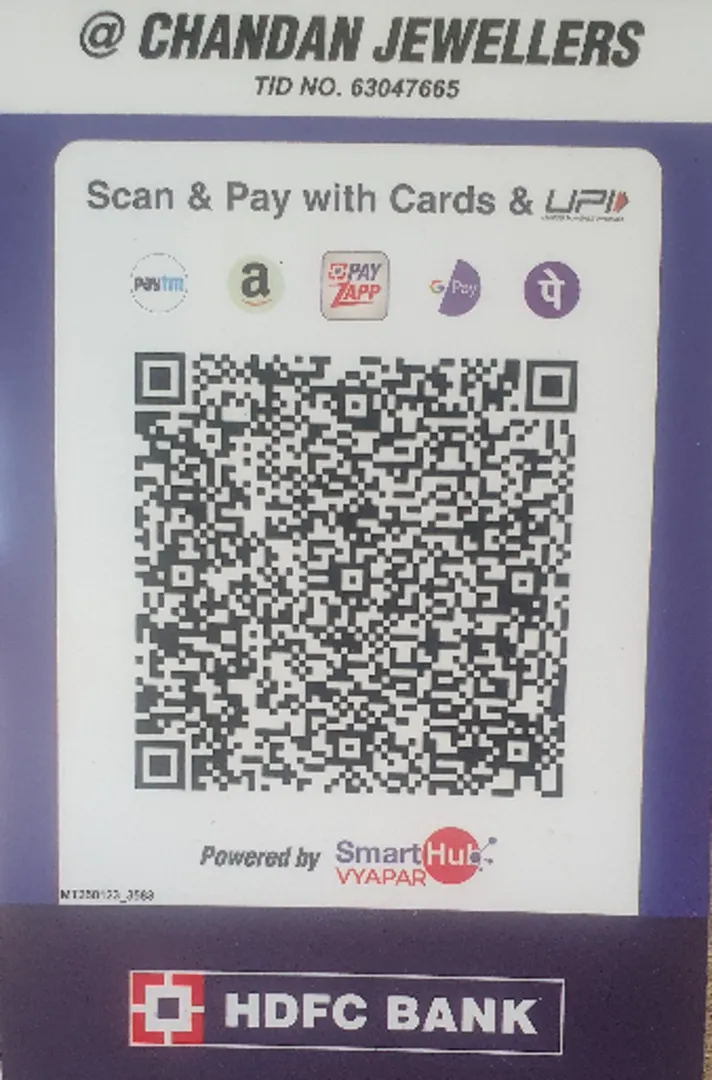 @ CHANDAN JEWELLERS
TID NO. 63047665
Scan & Pay with Cards & UPI
Paytm a PAY ZAPP G Pay पे
Powered by SmartHub
VYAPAR
MT250123_3583
HDFC BANK